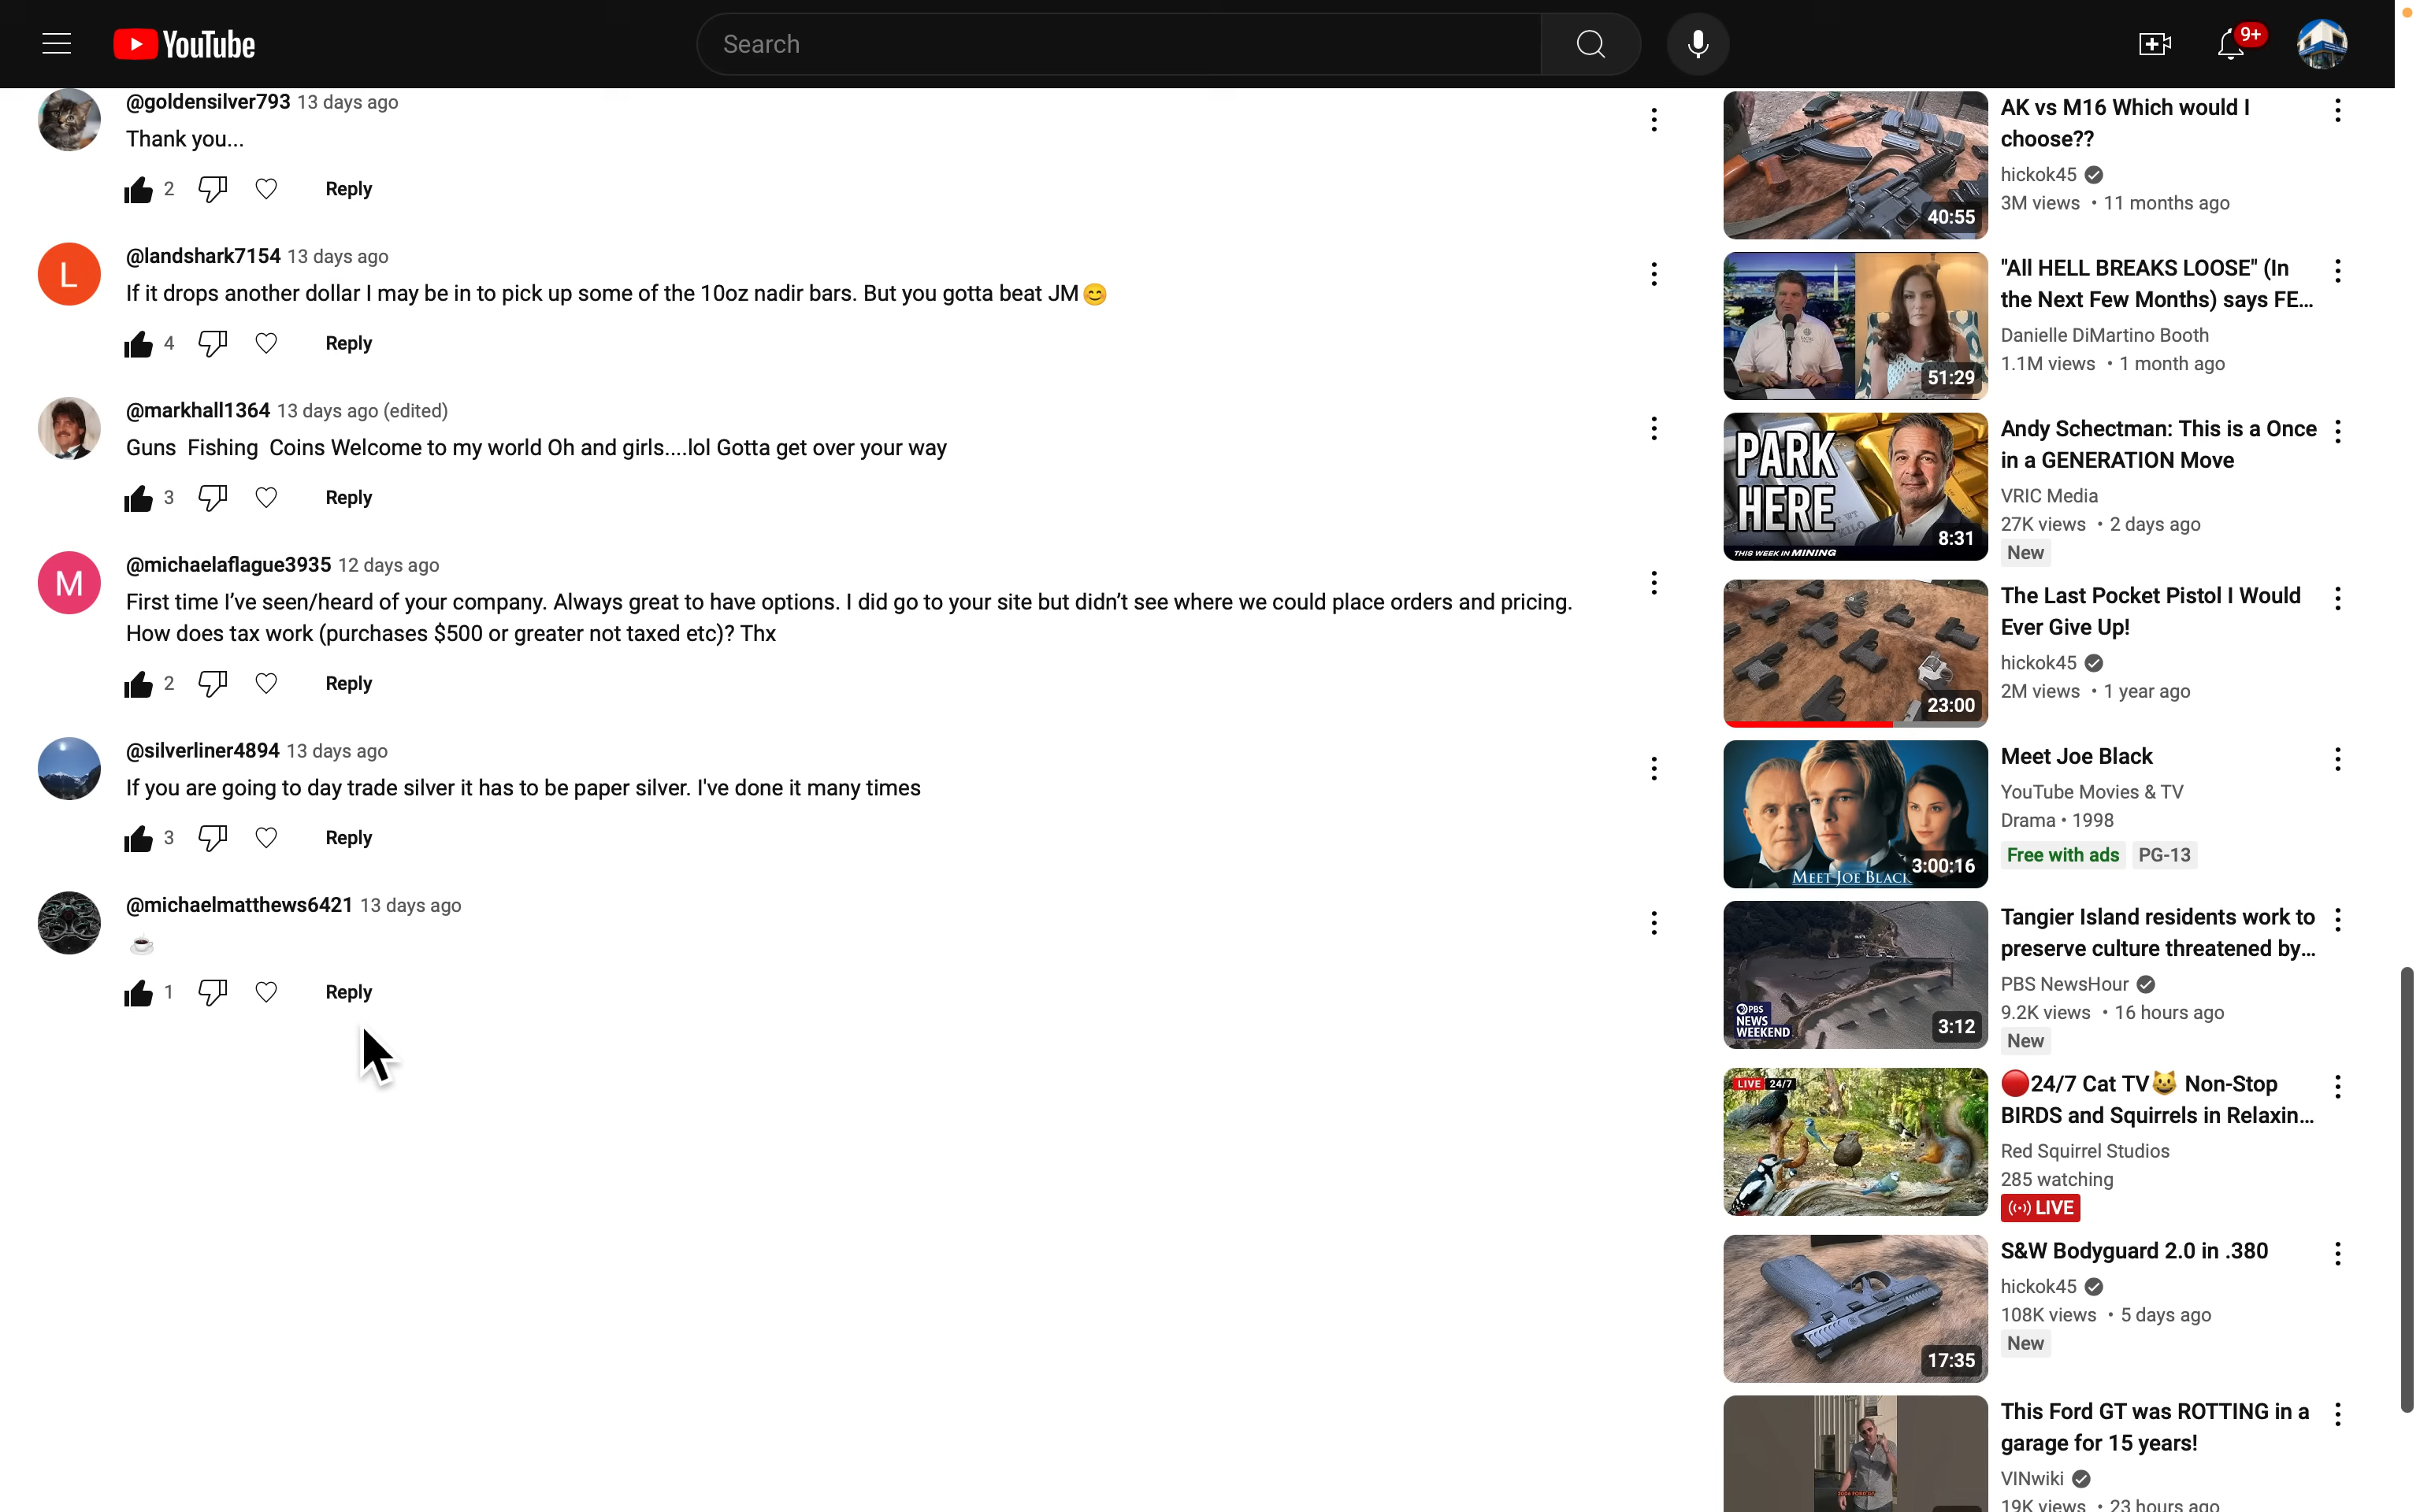 YouTube
Search
9+
@goldensilver793 13 days ago
Thank you...
2 Reply
@landshark7154 13 days ago
If it drops another dollar I may be in to pick up some of the 10oz nadir bars. But you gotta beat JM😊
4 Reply
@markhall1364 13 days ago (edited)
Guns Fishing Coins Welcome to my world Oh and girls....lol Gotta get over your way
3 Reply
@michaelaflague3935 12 days ago
First time I've seen/heard of your company. Always great to have options. I did go to your site but didn't see where we could place orders and pricing.
How does tax work (purchases $500 or greater not taxed etc)? Thx
2 Reply
@silverliner4894 13 days ago
If you are going to day trade silver it has to be paper silver. I've done it many times
3 Reply
@michaelmatthews6421 13 days ago
☕
1 Reply
40:55
AK vs M16 Which would I
choose??
hickok45
3M views • 11 months ago
51:29
"All HELL BREAKS LOOSE" (In
the Next Few Months) says FE...
Danielle DiMartino Booth
1.1M views • 1 month ago
PARK
HERE
THIS WEEK IN MINING
8:31
Andy Schectman: This is a Once
in a GENERATION Move
VRIC Media
27K views • 2 days ago
New
23:00
The Last Pocket Pistol I Would
Ever Give Up!
hickok45
2M views • 1 year ago
MEET JOE BLACK
3:00:16
Meet Joe Black
YouTube Movies & TV
Drama • 1998
Free with ads PG-13
PBS
NEWS
WEEKEND
3:12
Tangier Island residents work to
preserve culture threatened by...
PBS NewsHour
9.2K views • 16 hours ago
New
LIVE 24/7
🔴24/7 Cat TV😺 Non-Stop
BIRDS and Squirrels in Relaxin...
Red Squirrel Studios
285 watching
LIVE
17:35
S&W Bodyguard 2.0 in .380
hickok45
108K views • 5 days ago
New
This Ford GT was ROTTING in a
garage for 15 years!
VINwiki
19K views • 23 hours ago